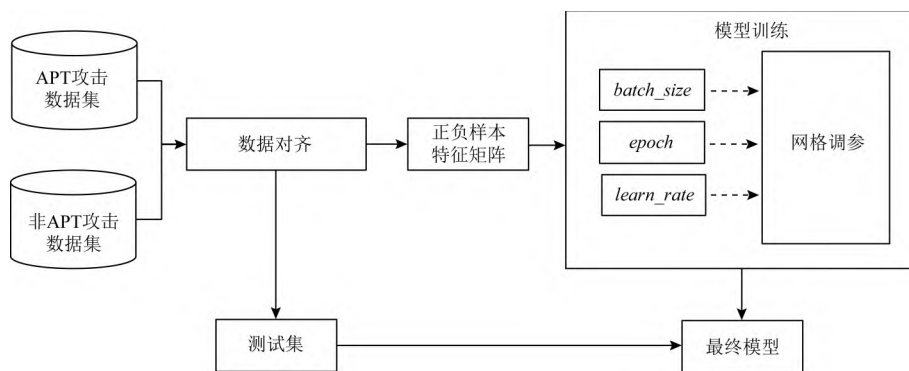 APT攻击
数据集
非APT攻击
数据集
数据对齐
正负样本
特征矩阵
模型训练
batch_size
epoch
learn_rate
网格调参
测试集
最终模型